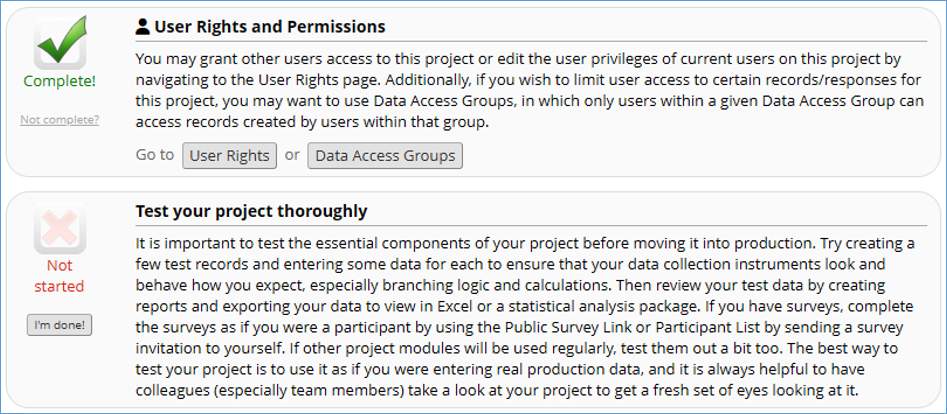 User Rights and Permissions
Complete!
Not complete?
You may grant other users access to this project or edit the user privileges of current users on this project by
navigating to the User Rights page. Additionally, if you wish to limit user access to certain records/responses for
this project, you may want to use Data Access Groups, in which only users within a given Data Access Group can
access records created by users within that group.
Go to User Rights or Data Access Groups
Test your project thoroughly
Not
started
I'm done!
It is important to test the essential components of your project before moving it into production. Try creating a
few test records and entering some data for each to ensure that your data collection instruments look and
behave how you expect, especially branching logic and calculations. Then review your test data by creating
reports and exporting your data to view in Excel or a statistical analysis package. If you have surveys, complete
the surveys as if you were a participant by using the Public Survey Link or Participant List by sending a survey
invitation to yourself. If other project modules will be used regularly, test them out a bit too. The best way to
test your project is to use it as if you were entering real production data, and it is always helpful to have
colleagues (especially team members) take a look at your project to get a fresh set of eyes looking at it.